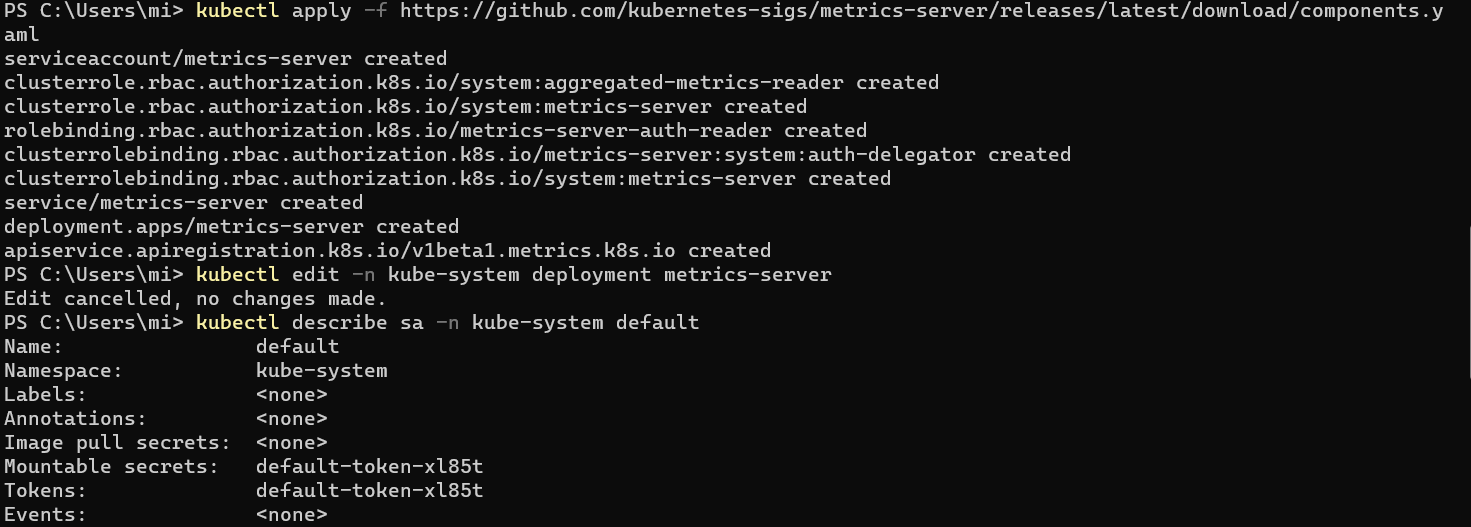 PS C:\Users\mi> kubectl apply -f https://github.com/kubernetes-sigs/metrics-server/releases/latest/download/components.y
aml
serviceaccount/metrics-server created
clusterrole.rbac.authorization.k8s.io/system:aggregated-metrics-reader created
clusterrole.rbac.authorization.k8s.io/system:metrics-server created
rolebinding.rbac.authorization.k8s.io/metrics-server-auth-reader created
clusterrolebinding.rbac.authorization.k8s.io/metrics-server:system:auth-delegator created
clusterrolebinding.rbac.authorization.k8s.io/system:metrics-server created
service/metrics-server created
deployment.apps/metrics-server created
apiservice.apiregistration.k8s.io/v1beta1.metrics.k8s.io created
PS C:\Users\mi> kubectl edit -n kube-system deployment metrics-server
Edit cancelled, no changes made.
PS C:\Users\mi> kubectl describe sa -n kube-system default
Name:                default
Namespace:           kube-system
Labels:              <none>
Annotations:         <none>
Image pull secrets:  <none>
Mountable secrets:   default-token-xl85t
Tokens:              default-token-xl85t
Events:              <none>